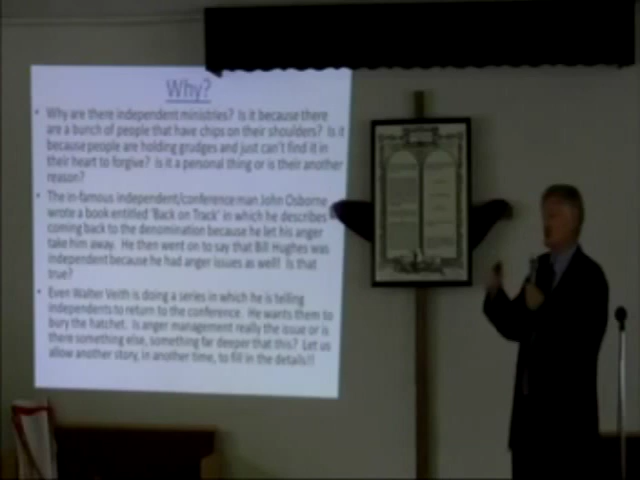 Why?
• Why are there independent ministries? Is it because there
are a bunch of people that have chips on their shoulders? Is it
because people are holding grudges and just can't find it in
their heart to forgive? Is it a personal thing or is their another
reason?
• The in-famous independent/conference man John Osborne
wrote a book entitled 'Back on Track' in which he describes
coming back to the denomination because he let his anger
take him away. He then went on to say that Bill Hughes was
independent because he had anger issues as well! Is that
true?
• Even Walter Veith is doing a series in which he is telling
independents to return to the conference. He wants them to
bury the hatchet. Is anger management really the issue or is
there something else, something far deeper that this? Let us
allow another story, in another time, to fill in the details!!